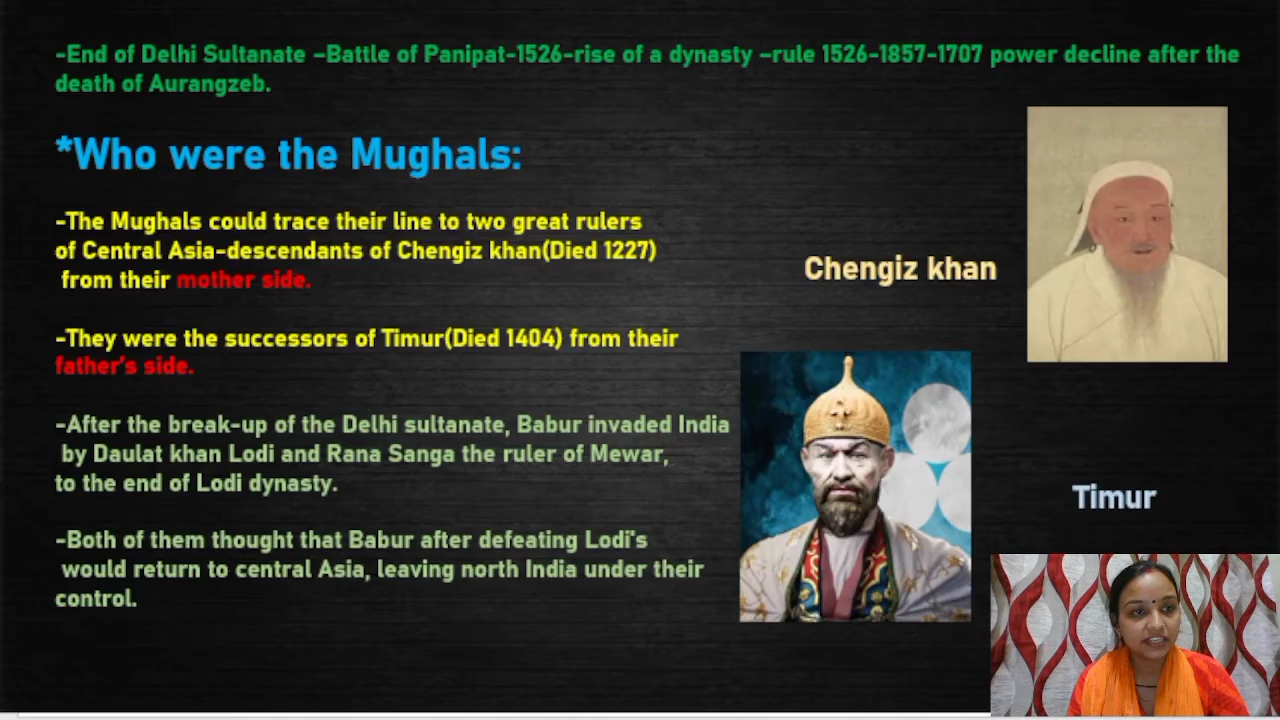 -End of Delhi Sultanate –Battle of Panipat-1526-rise of a dynasty –rule 1526-1857-1707 power decline after the
death of Aurangzeb.
*Who were the Mughals:
-The Mughals could trace their line to two great rulers
of Central Asia-descendants of Chengiz khan(Died 1227)
from their mother side.
-They were the successors of Timur(Died 1404) from their
father's side.
-After the break-up of the Delhi sultanate, Babur invaded India
by Daulat khan Lodi and Rana Sanga the ruler of Mewar,
to the end of Lodi dynasty.
-Both of them thought that Babur after defeating Lodi's
would return to central Asia, leaving north India under their
control.
Chengiz khan
Timur